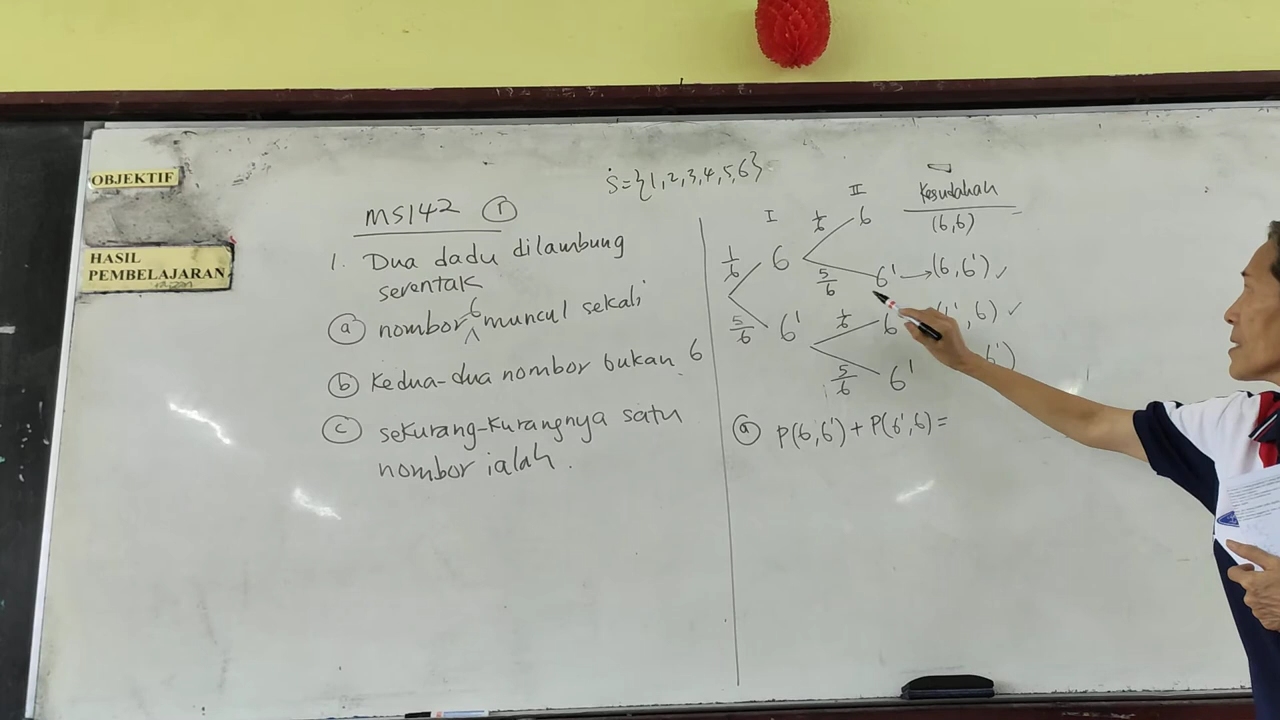 OBJEKTIF
HASIL
PEMBELAJARAN
S={1,2,3,4,5,6}
MS142 ①
1. Dua dadu dilambung
serentak
ⓐ nombor 6 muncul sekali
ⓑ Kedua-dua nombor bukan 6
ⓒ sekurang-kurangnya satu
nombor ialah.
I II Kesudahan
1/6 6 1/6 6 (6,6)
5/6 6' →(6,6') ✓
5/6 6' 1/6 6 ,6) ✓
5/6 6' 6')
ⓐ P(6,6')+P(6',6)=